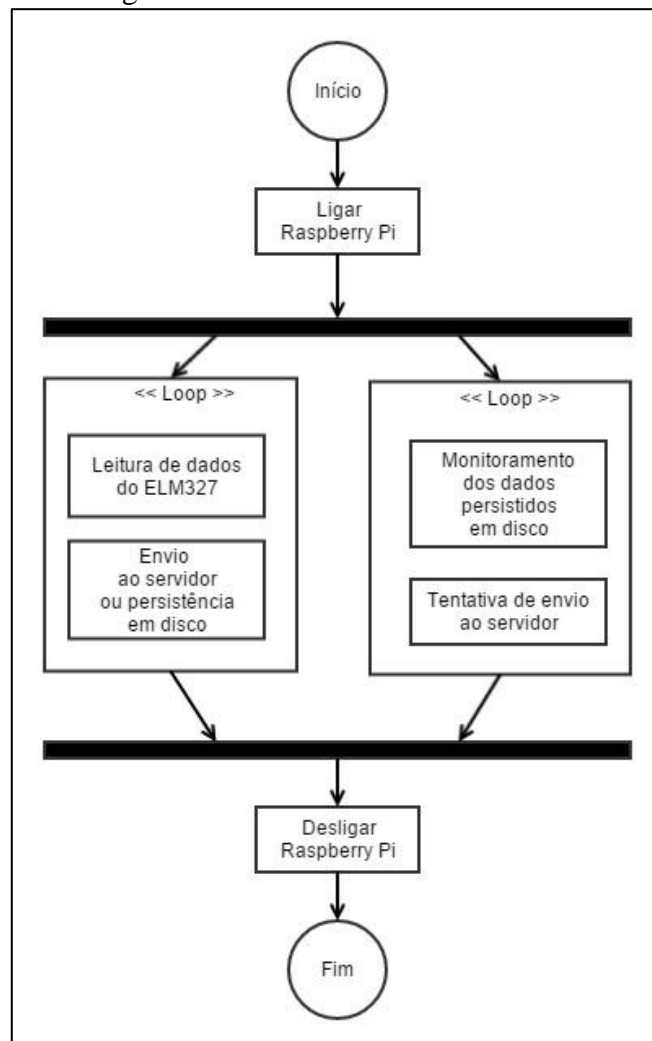 Início
Ligar
Raspberry Pi
<< Loop >>
Leitura de dados
do ELM327
Envio
ao servidor
ou persistência
em disco
<< Loop >>
Monitoramento
dos dados
persistidos
em disco
Tentativa de envio
ao servidor
Desligar
Raspberry Pi
Fim